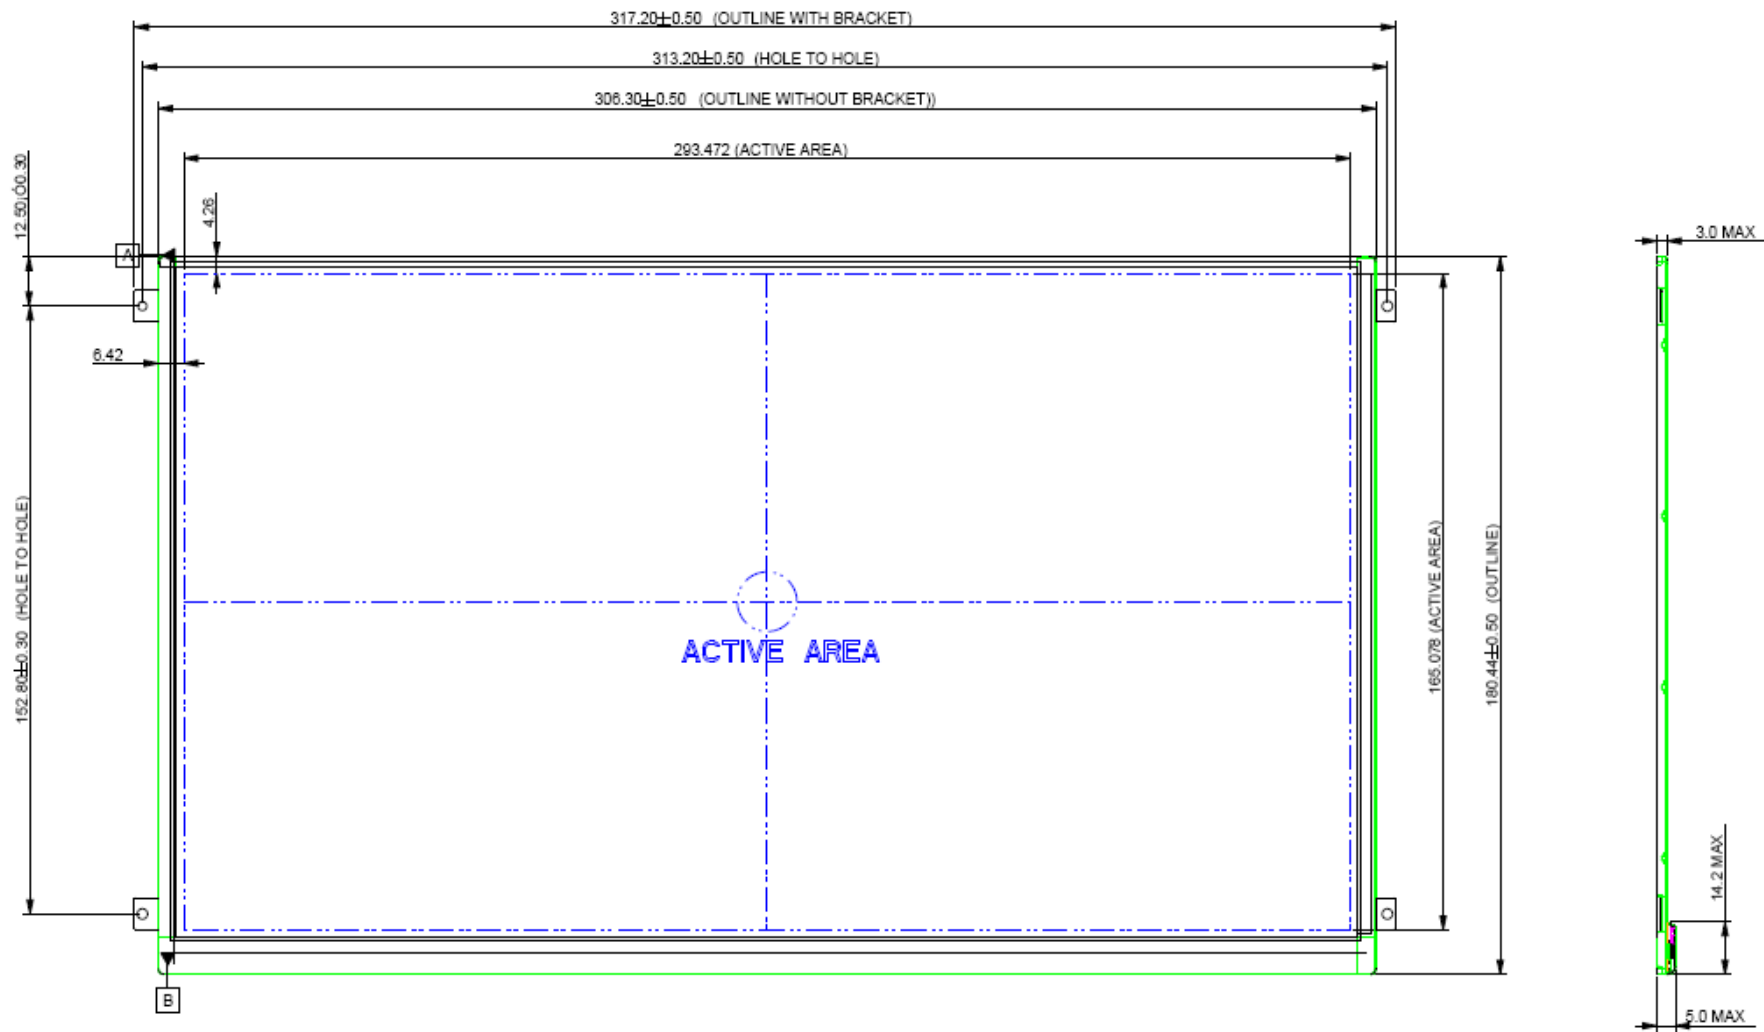 317.20±0.50 (OUTLINE WITH BRACKET)
313.20±0.50 (HOLE TO HOLE)
306.30±0.50 (OUTLINE WITHOUT BRACKET))
293.472 (ACTIVE AREA)
12.50¡Ó0.30
4.26
A
3.0 MAX
6.42
152.80±0.30 (HOLE TO HOLE)
ACTIVE AREA
165.078 (ACTIVE AREA)
180.44±0.50 (OUTLINE)
14.2 MAX
B
5.0 MAX